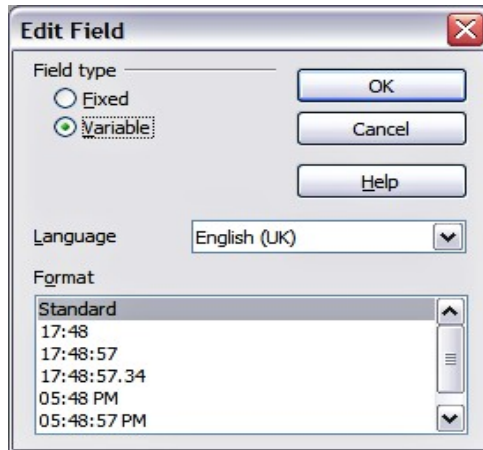 Edit Field
Field type
Fixed
Variable
OK
Cancel
Help
Language
English (UK)
Format
Standard
17:48
17:48:57
17:48:57.34
05:48 PM
05:48:57 PM